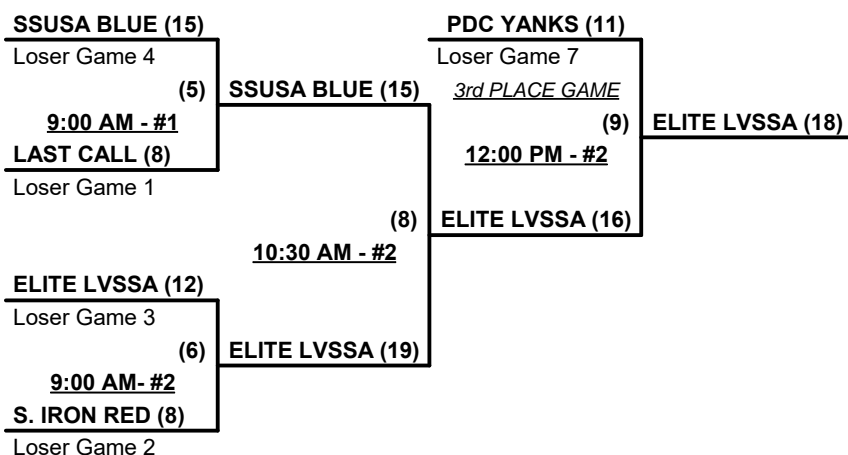 SSUSA BLUE (15)
PDC YANKS (11)
Loser Game 4
Loser Game 7
(5)
SSUSA BLUE (15)
3rd PLACE GAME
9:00 AM - #1
(9)
ELITE LVSSA (18)
LAST CALL (8)
12:00 PM - #2
Loser Game 1
(8)
ELITE LVSSA (16)
10:30 AM - #2
ELITE LVSSA (12)
Loser Game 3
(6)
ELITE LVSSA (19)
9:00 AM- #2
S. IRON RED (8)
Loser Game 2